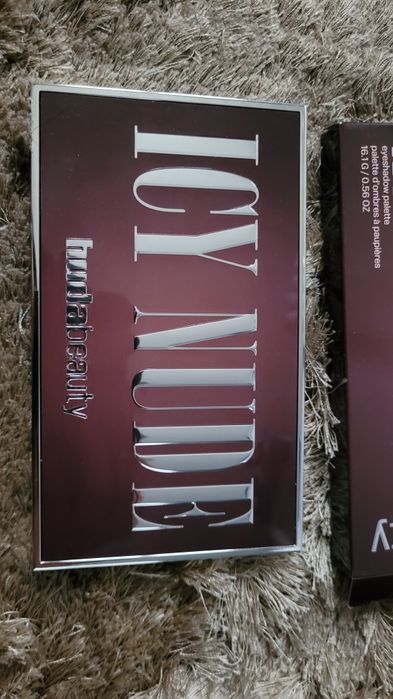 ICY NUDE
hudabeauty
eyeshadow palette
palette d'ombres à paupières
16.1 G / 0.56 OZ